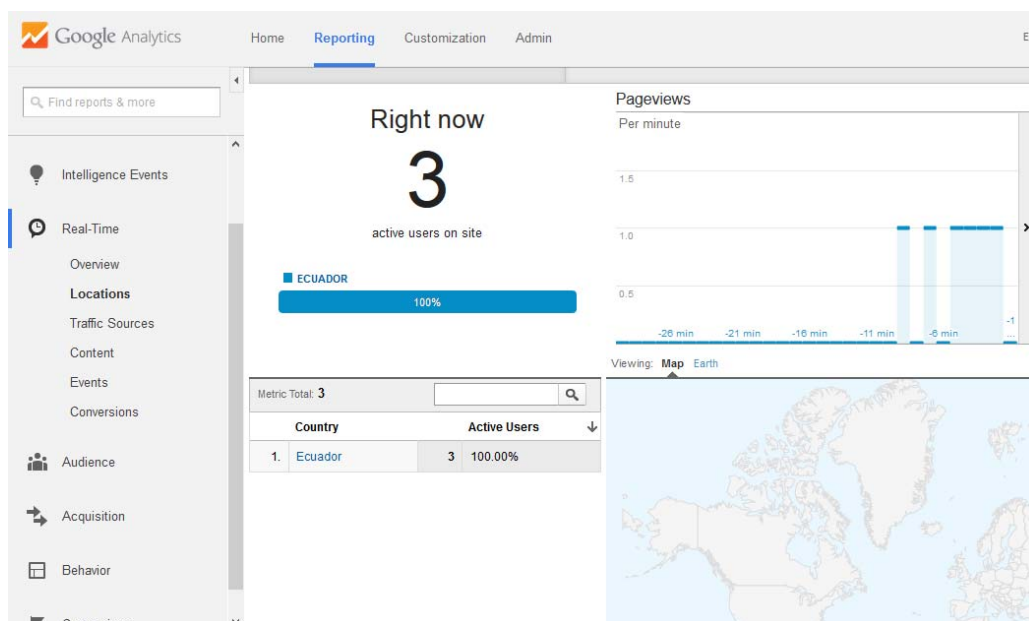 Google Analytics
Home Reporting Customization Admin
Find reports & more
Intelligence Events
Real-Time
Overview
Locations
Traffic Sources
Content
Events
Conversions
Audience
Acquisition
Behavior
Right now
3
active users on site
ECUADOR
100%
Pageviews
Per minute
1.5
1.0
0.5
-26 min -21 min -16 min -11 min -6 min -1
...
Viewing: Map Earth
Metric Total: 3
Country Active Users
1. Ecuador 3 100.00%